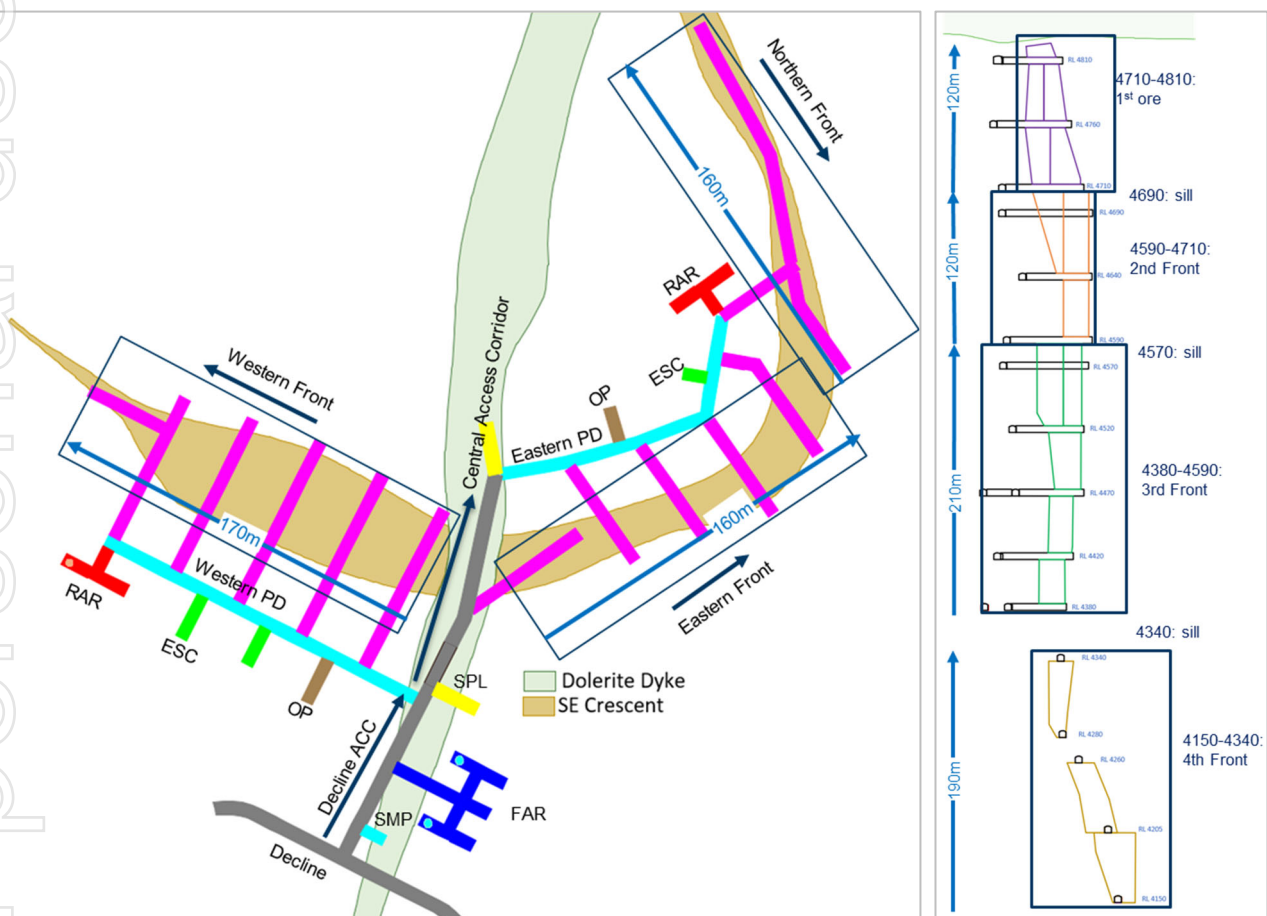 Northern Front
160m
RAR
ESC
OP
Eastern PD
Central Access Corridor
Western Front
170m
Western PD
RAR
ESC
OP
160m
Eastern Front
SPL
Dolerite Dyke
SE Crescent
Decline ACC
SMP
FAR
Decline
120m
RL 4810
4710-4810:
1st ore
RL 4760
RL 4710
4690: sill
RL 4690
120m
4590-4710:
2nd Front
RL 4640
RL 4590
4570: sill
RL 4570
RL 4520
210m
4380-4590:
3rd Front
RL 4470
RL 4420
RL 4380
4340: sill
RL 4340
RL 4280
190m
4150-4340:
4th Front
RL 4260
RL 4205
RL 4150